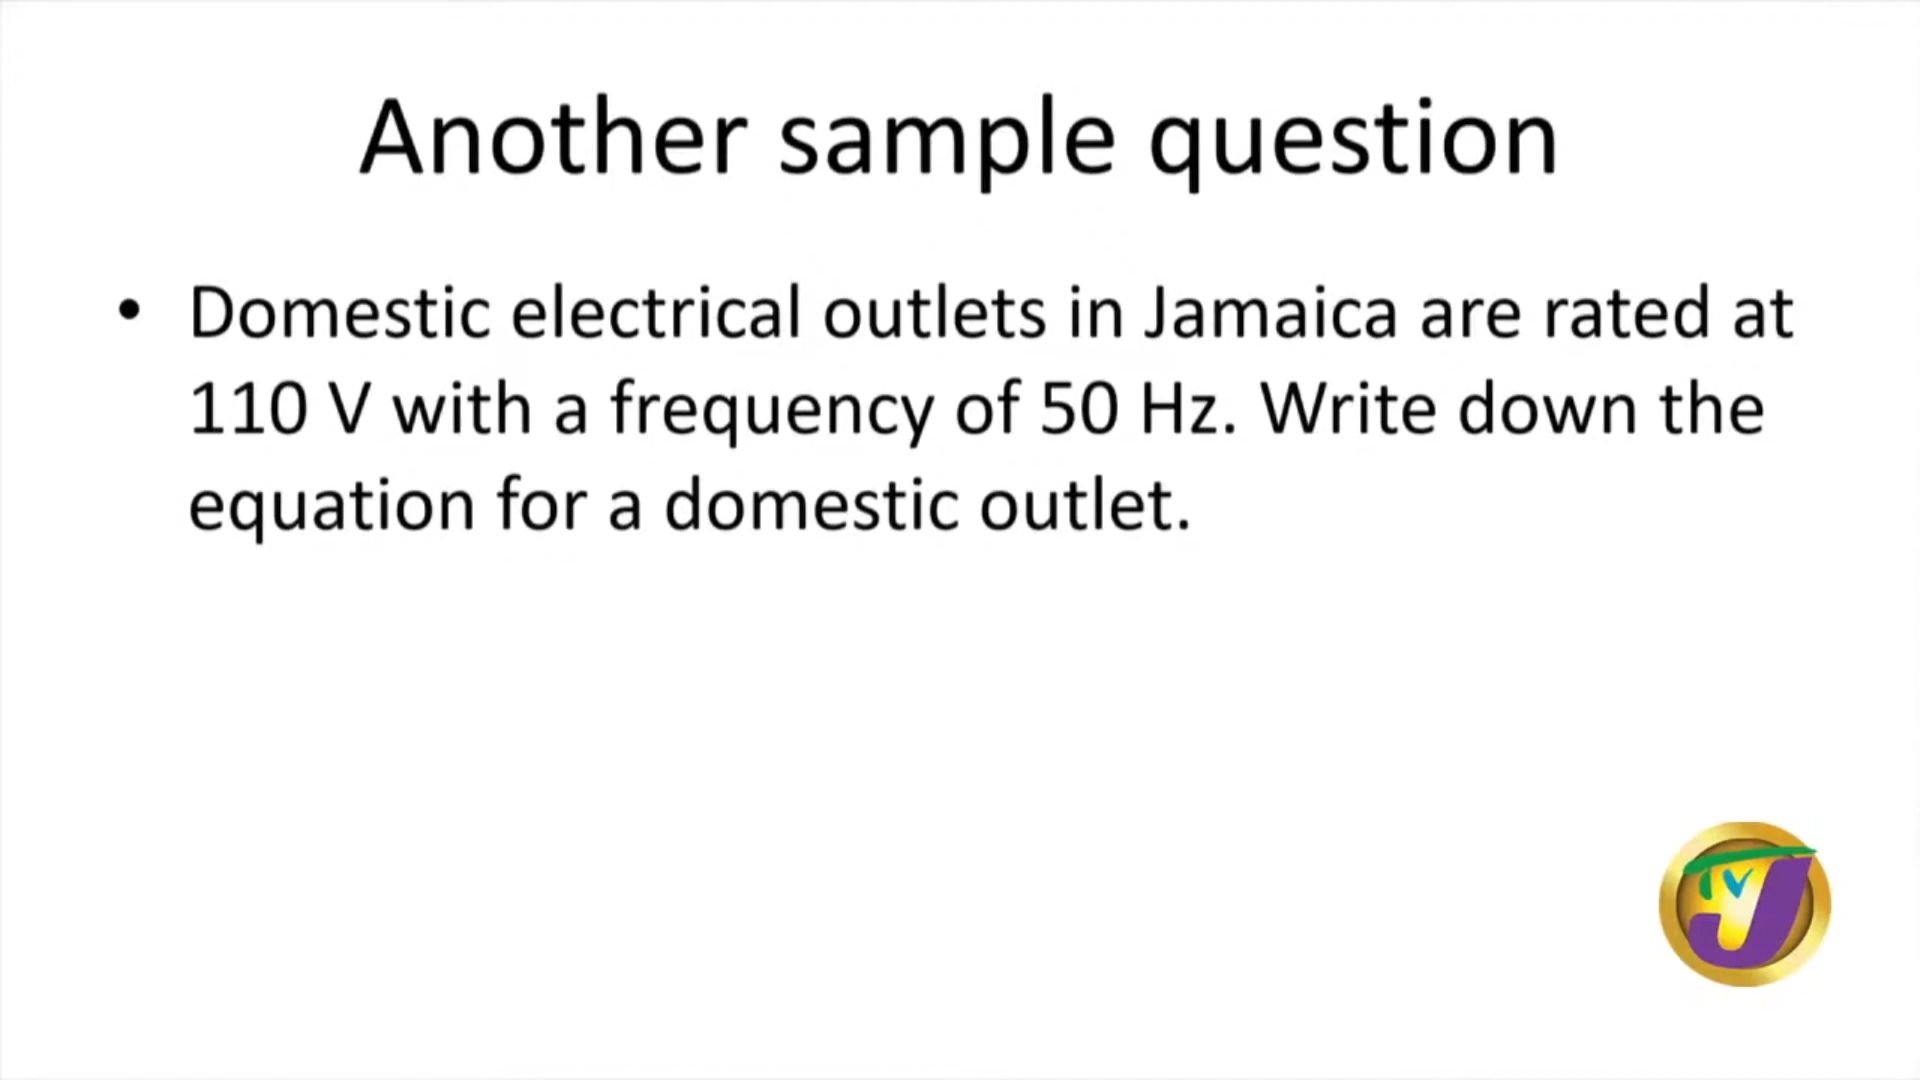 Another sample question
• Domestic electrical outlets in Jamaica are rated at
110 V with a frequency of 50 Hz. Write down the
equation for a domestic outlet.
TVJ